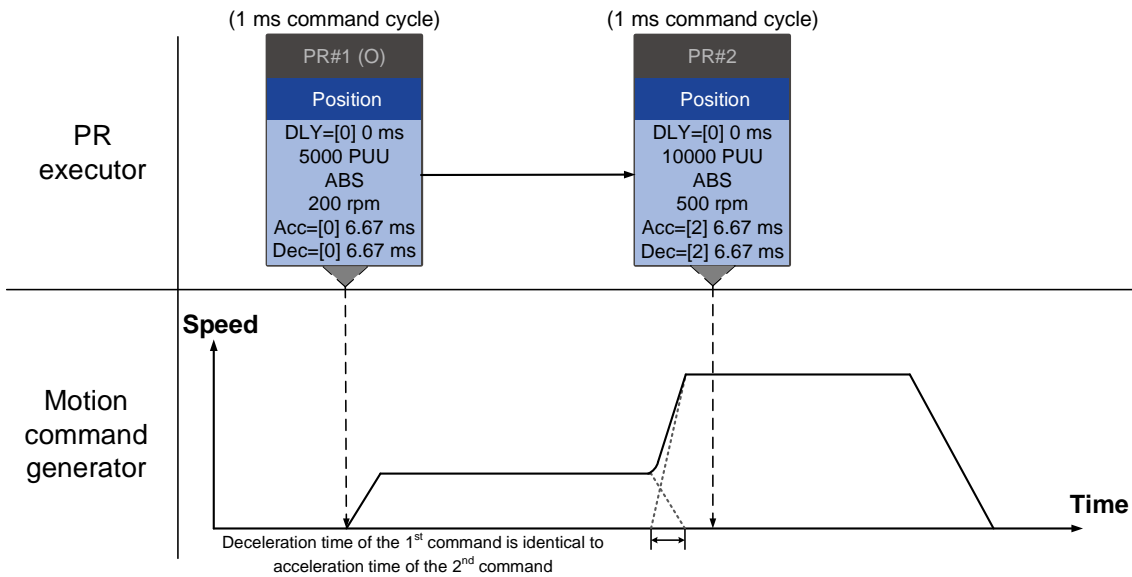 (1 ms command cycle)
(1 ms command cycle)
PR#1 (O)
PR#2
Position
Position
PR
executor
DLY=[0] 0 ms
5000 PUU
ABS
200 rpm
Acc=[0] 6.67 ms
Dec=[0] 6.67 ms
DLY=[0] 0 ms
10000 PUU
ABS
500 rpm
Acc=[2] 6.67 ms
Dec=[2] 6.67 ms
Speed
Motion
command
generator
Time
Deceleration time of the 1st command is identical to
acceleration time of the 2nd command